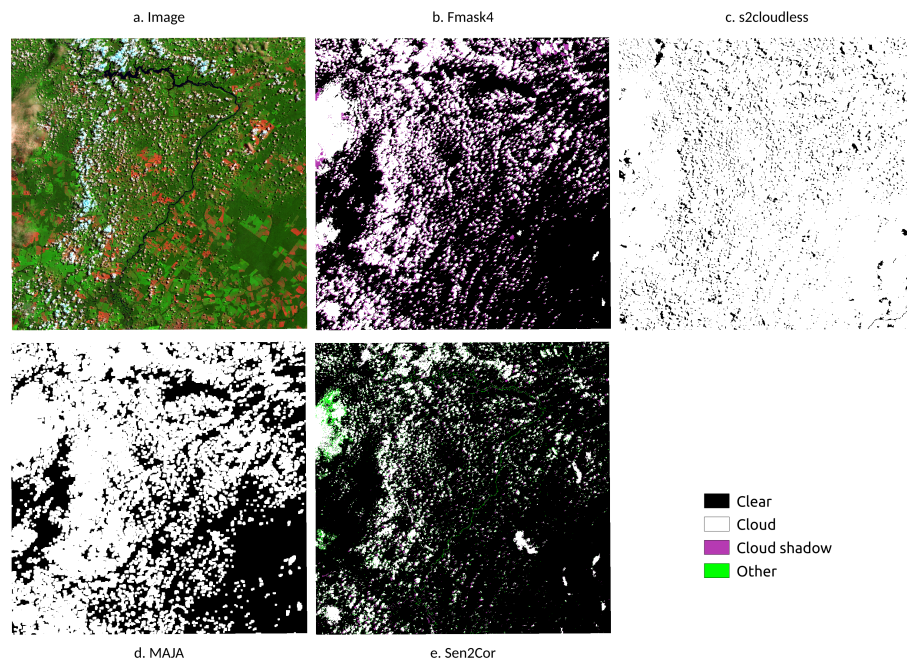 a. Image
b. Fmask4
c. s2cloudless
d. MAJA
e. Sen2Cor
Clear
Cloud
Cloud shadow
Other